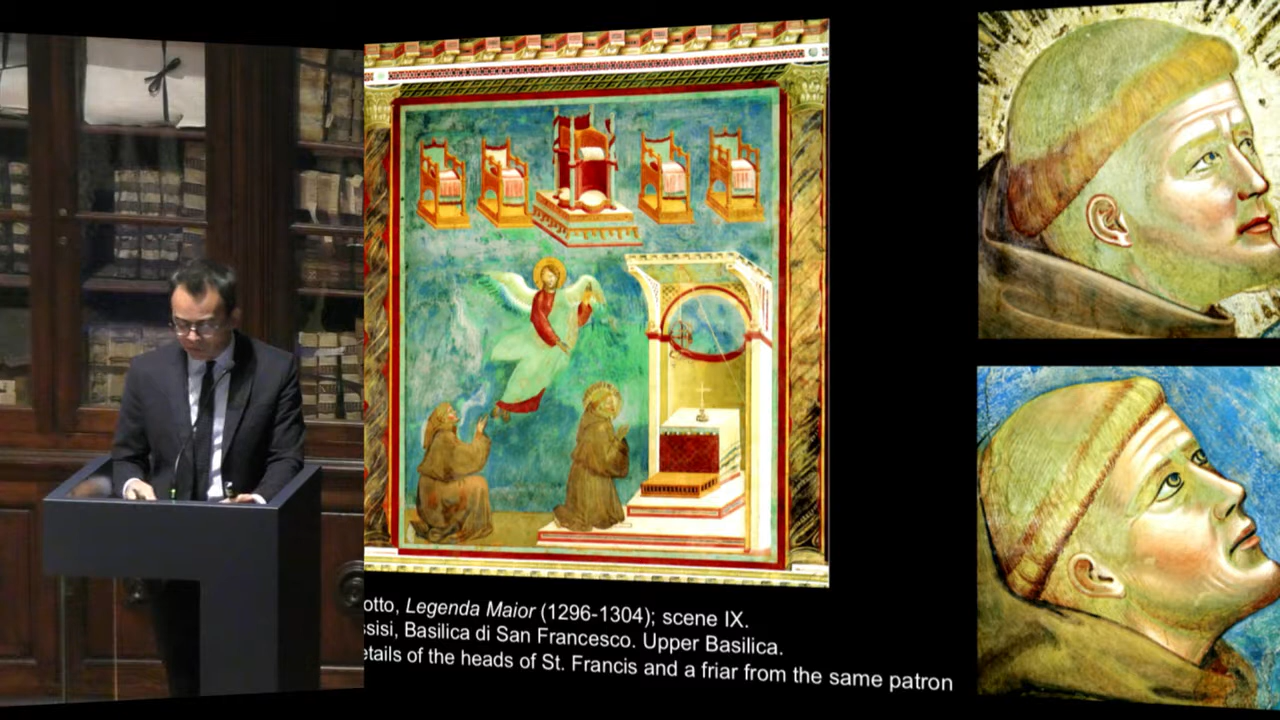 otto, Legenda Maior (1296-1304); scene IX.
ssisi, Basilica di San Francesco. Upper Basilica.
etails of the heads of St. Francis and a friar from the same patron